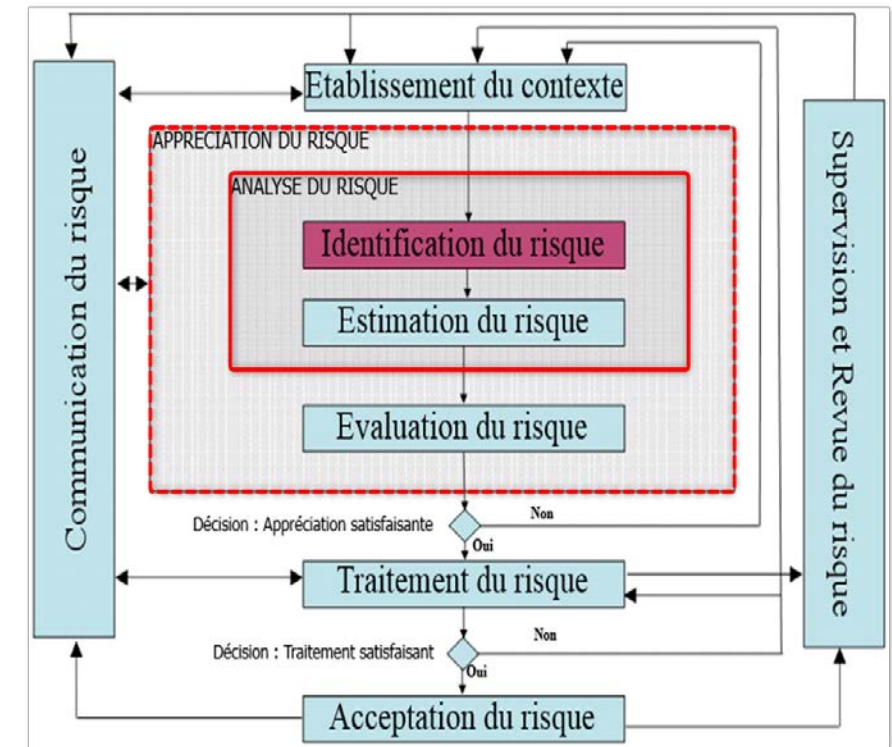 Etablissement du contexte
APPRECIATION DU RISQUE
ANALYSE DU RISQUE
Identification du risque
Estimation du risque
Evaluation du risque
Décision : Appréciation satisfaisante
Non
Oui
Traitement du risque
Décision : Traitement satisfaisant
Non
Oui
Acceptation du risque
Communication du risque
Supervision et Revue du risque